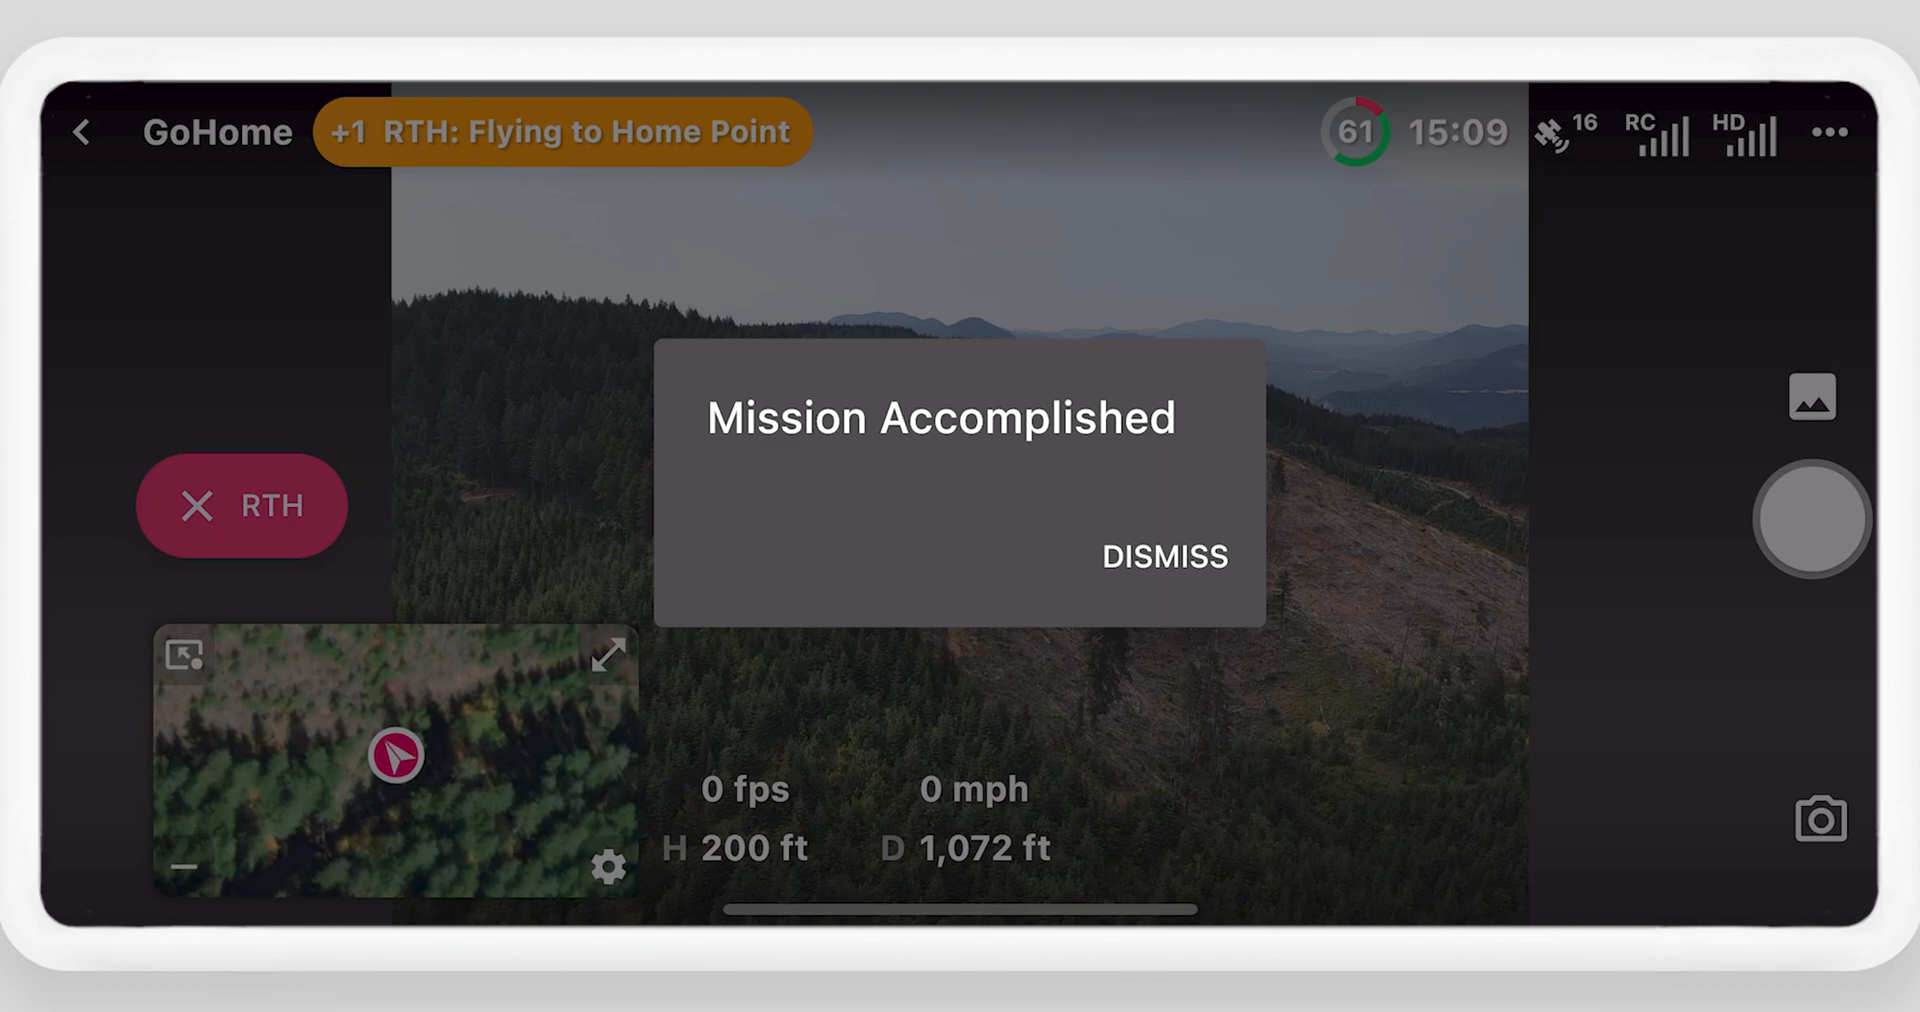 GoHome
+1 RTH: Flying to Home Point
61
15:09
16
RC
HD
Mission Accomplished
DISMISS
RTH
0 fps
0 mph
H 200 ft
D 1,072 ft